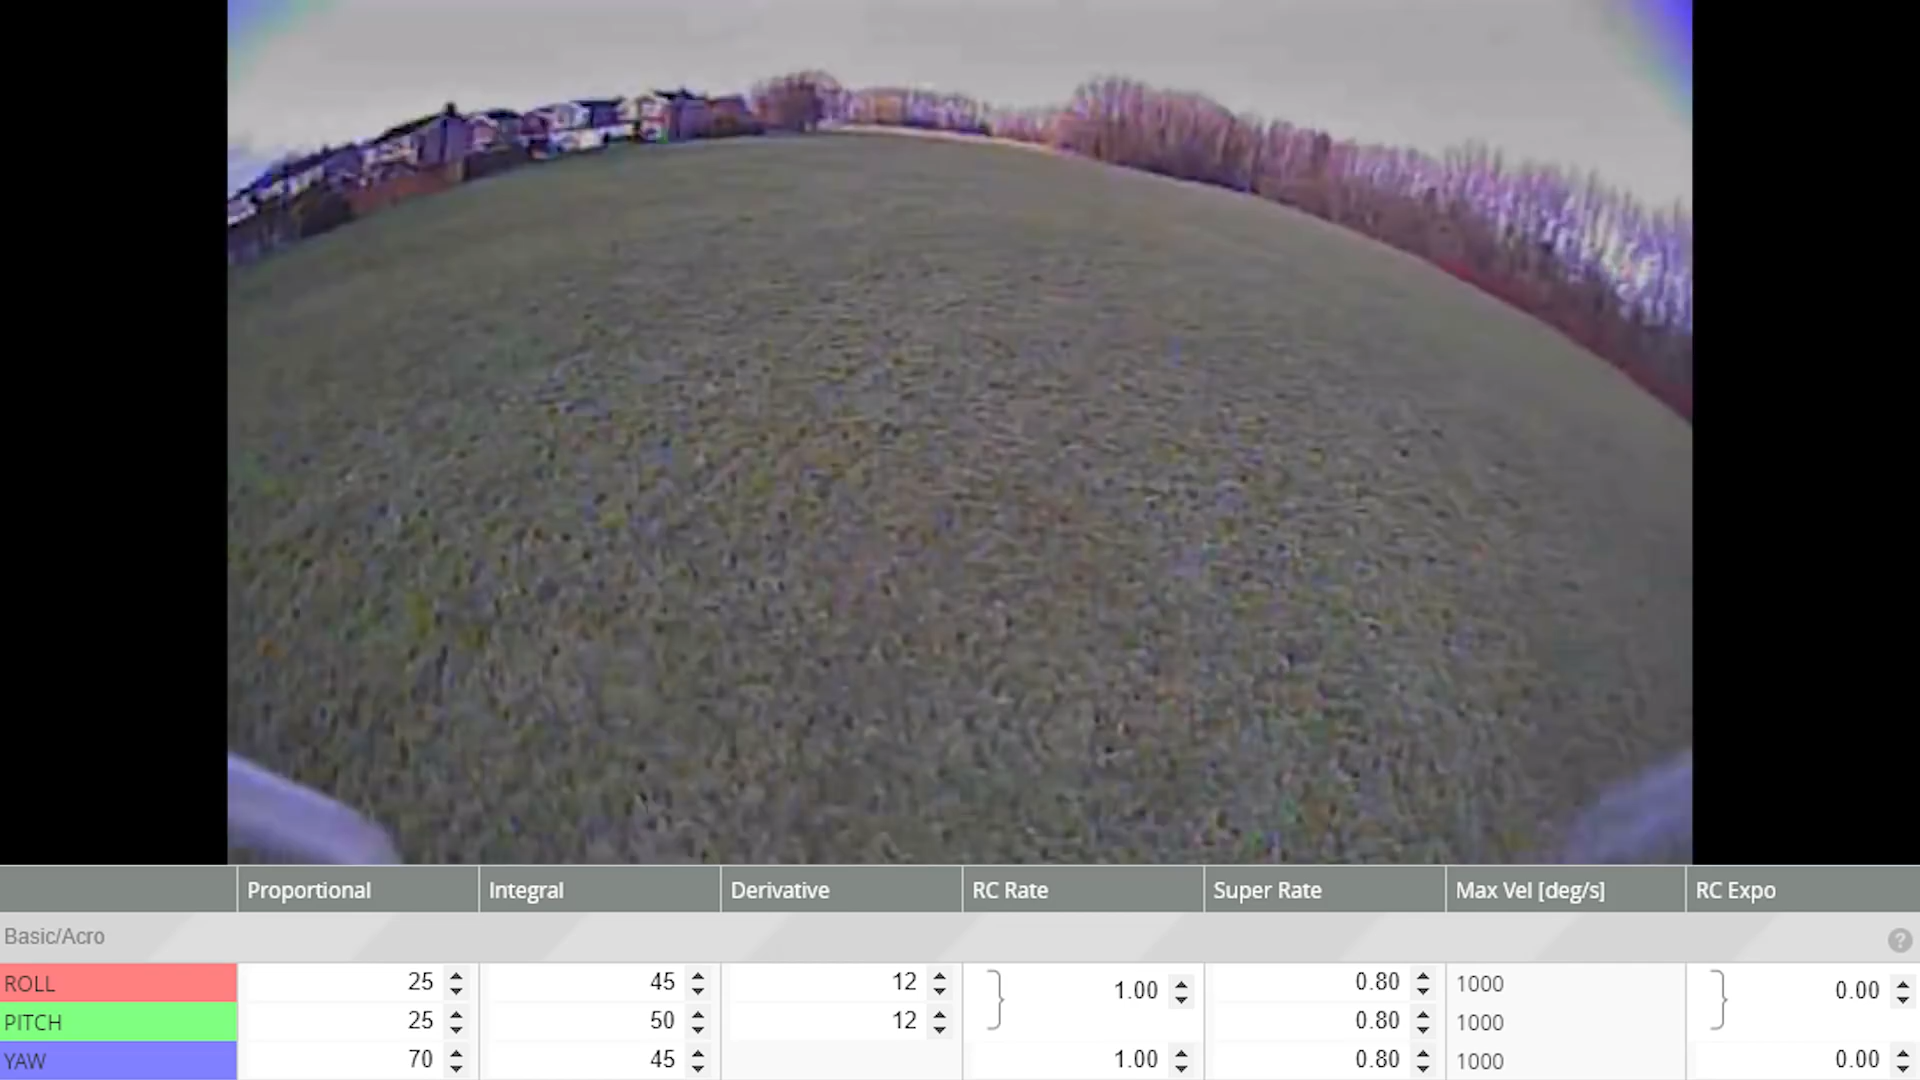 Proportional Integral Derivative RC Rate Super Rate Max Vel [deg/s] RC Expo
Basic/Acro ?
ROLL 25 45 12 1.00 0.80 1000 0.00
PITCH 25 50 12 0.80 1000
YAW 70 45 1.00 0.80 1000 0.00